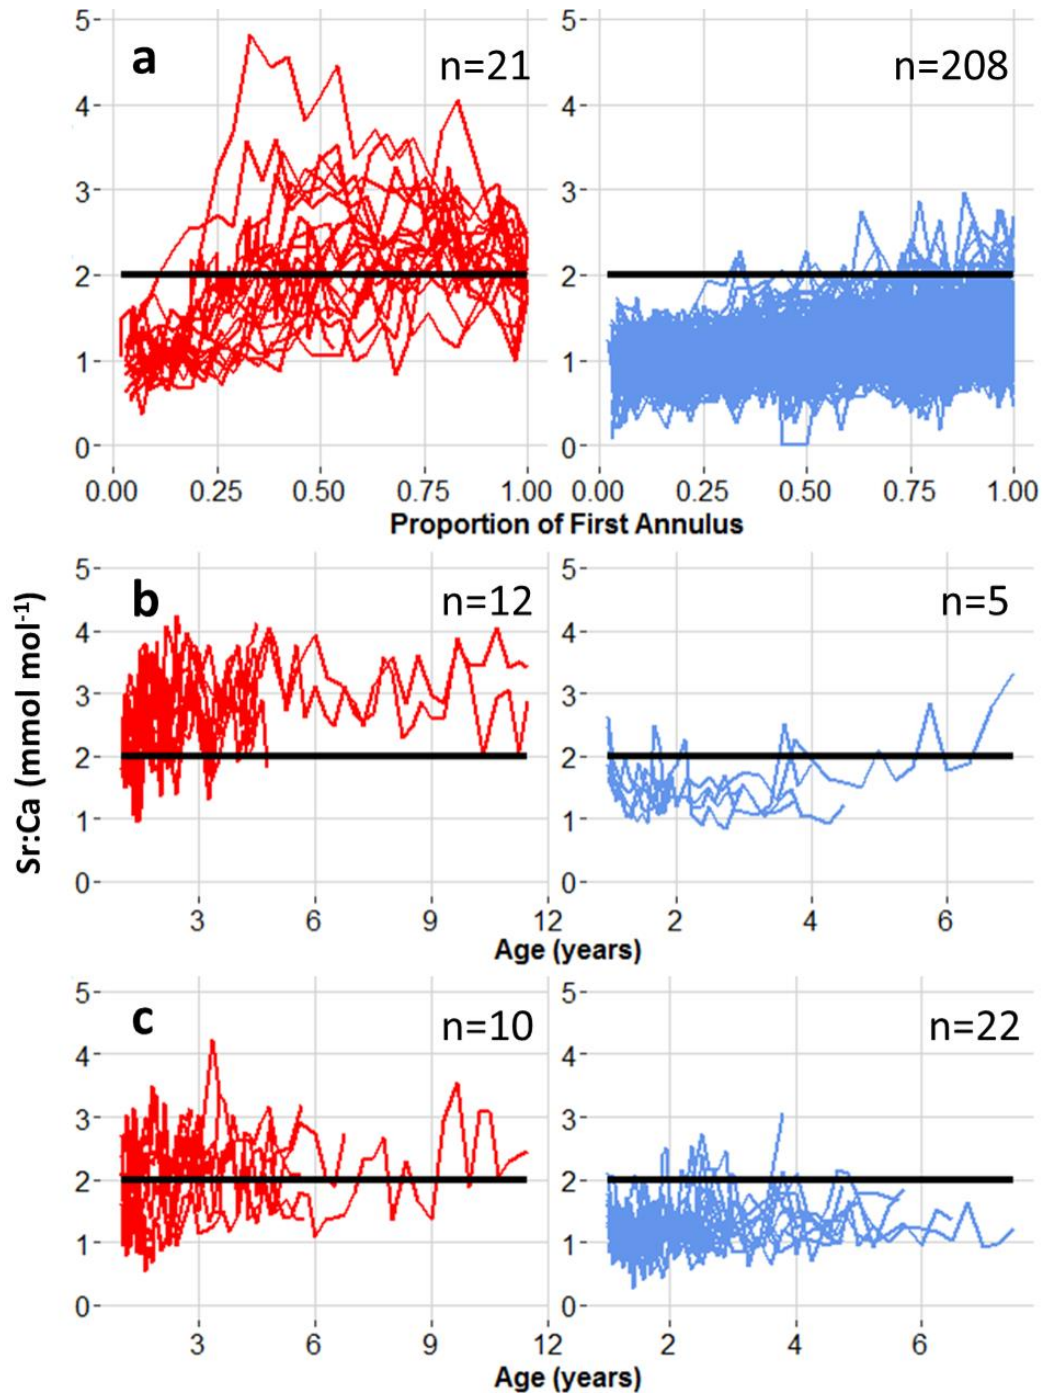 a
n=21
n=208
5
4
3
2
1
0
5
4
3
2
1
0
0.00 0.25 0.50 0.75 1.00
0.00 0.25 0.50 0.75 1.00
Proportion of First Annulus
Sr:Ca (mmol mol-1)
b
n=12
n=5
5
4
3
2
1
0
5
4
3
2
1
0
3 6 9 12
2 4 6
Age (years)
c
n=10
n=22
5
4
3
2
1
0
5
4
3
2
1
0
3 6 9 12
2 4 6
Age (years)